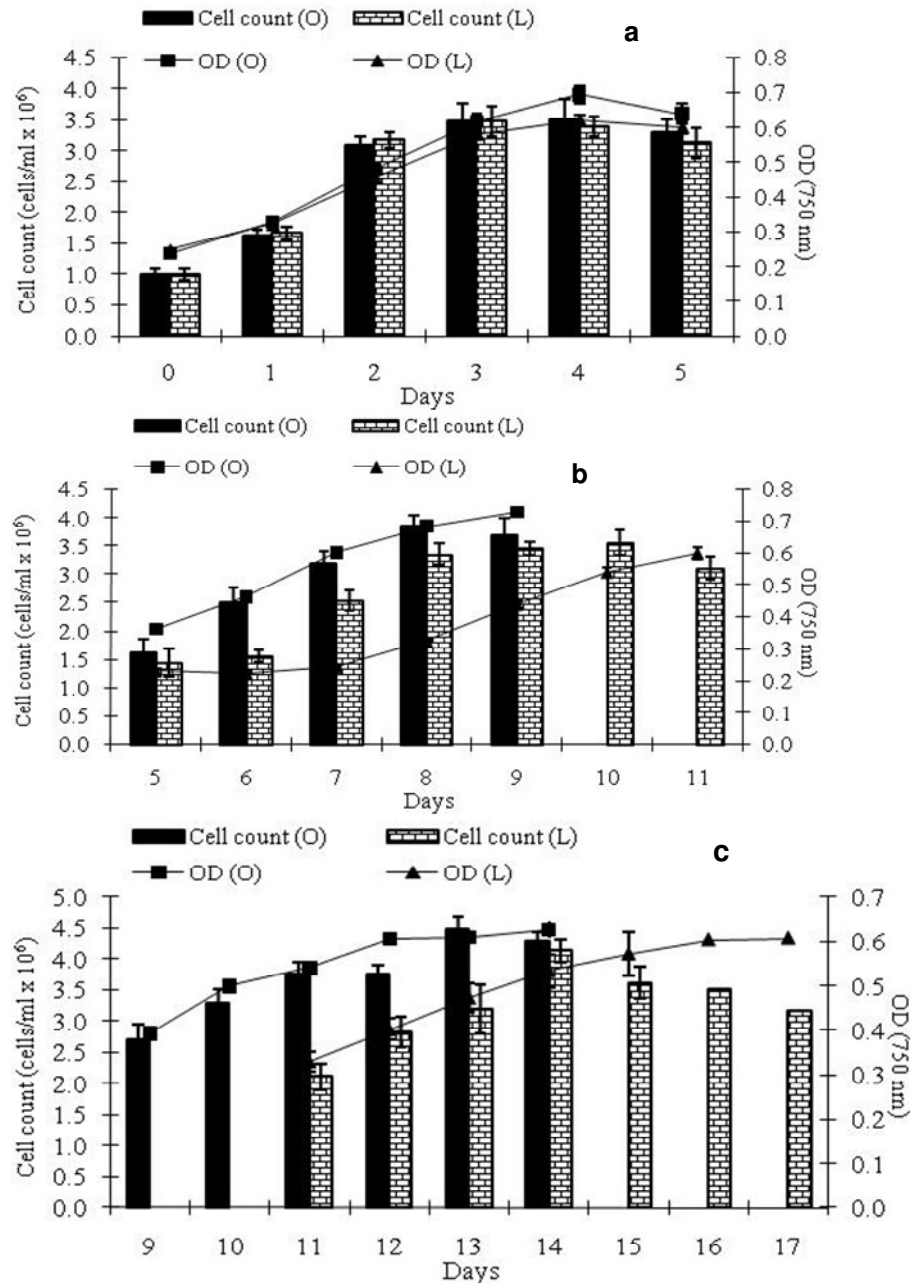 Cell count (O) Cell count (L)
OD (O) OD (L)
a
Cell count (cells/ml x 10⁶)
4.5
4.0
3.5
3.0
2.5
2.0
1.5
1.0
0.5
0.0
0.8
0.7
0.6
0.5
0.4
0.3
0.2
0.1
0.0
OD (750 nm)
0 1 2 3 4 5
Days
Cell count (O) Cell count (L)
OD (O) OD (L)
b
Cell count (cells/ml x 10⁶)
4.5
4.0
3.5
3.0
2.5
2.0
1.5
1.0
0.5
0.0
0.8
0.7
0.6
0.5
0.4
0.3
0.2
0.1
0.0
OD (750 nm)
5 6 7 8 9 10 11
Days
Cell count (O) Cell count (L)
OD (O) OD (L)
c
Cell count (cells/ml x 10⁶)
5.0
4.5
4.0
3.5
3.0
2.5
2.0
1.5
1.0
0.5
0.0
0.7
0.6
0.5
0.4
0.3
0.2
0.1
0.0
OD (750 nm)
9 10 11 12 13 14 15 16 17
Days